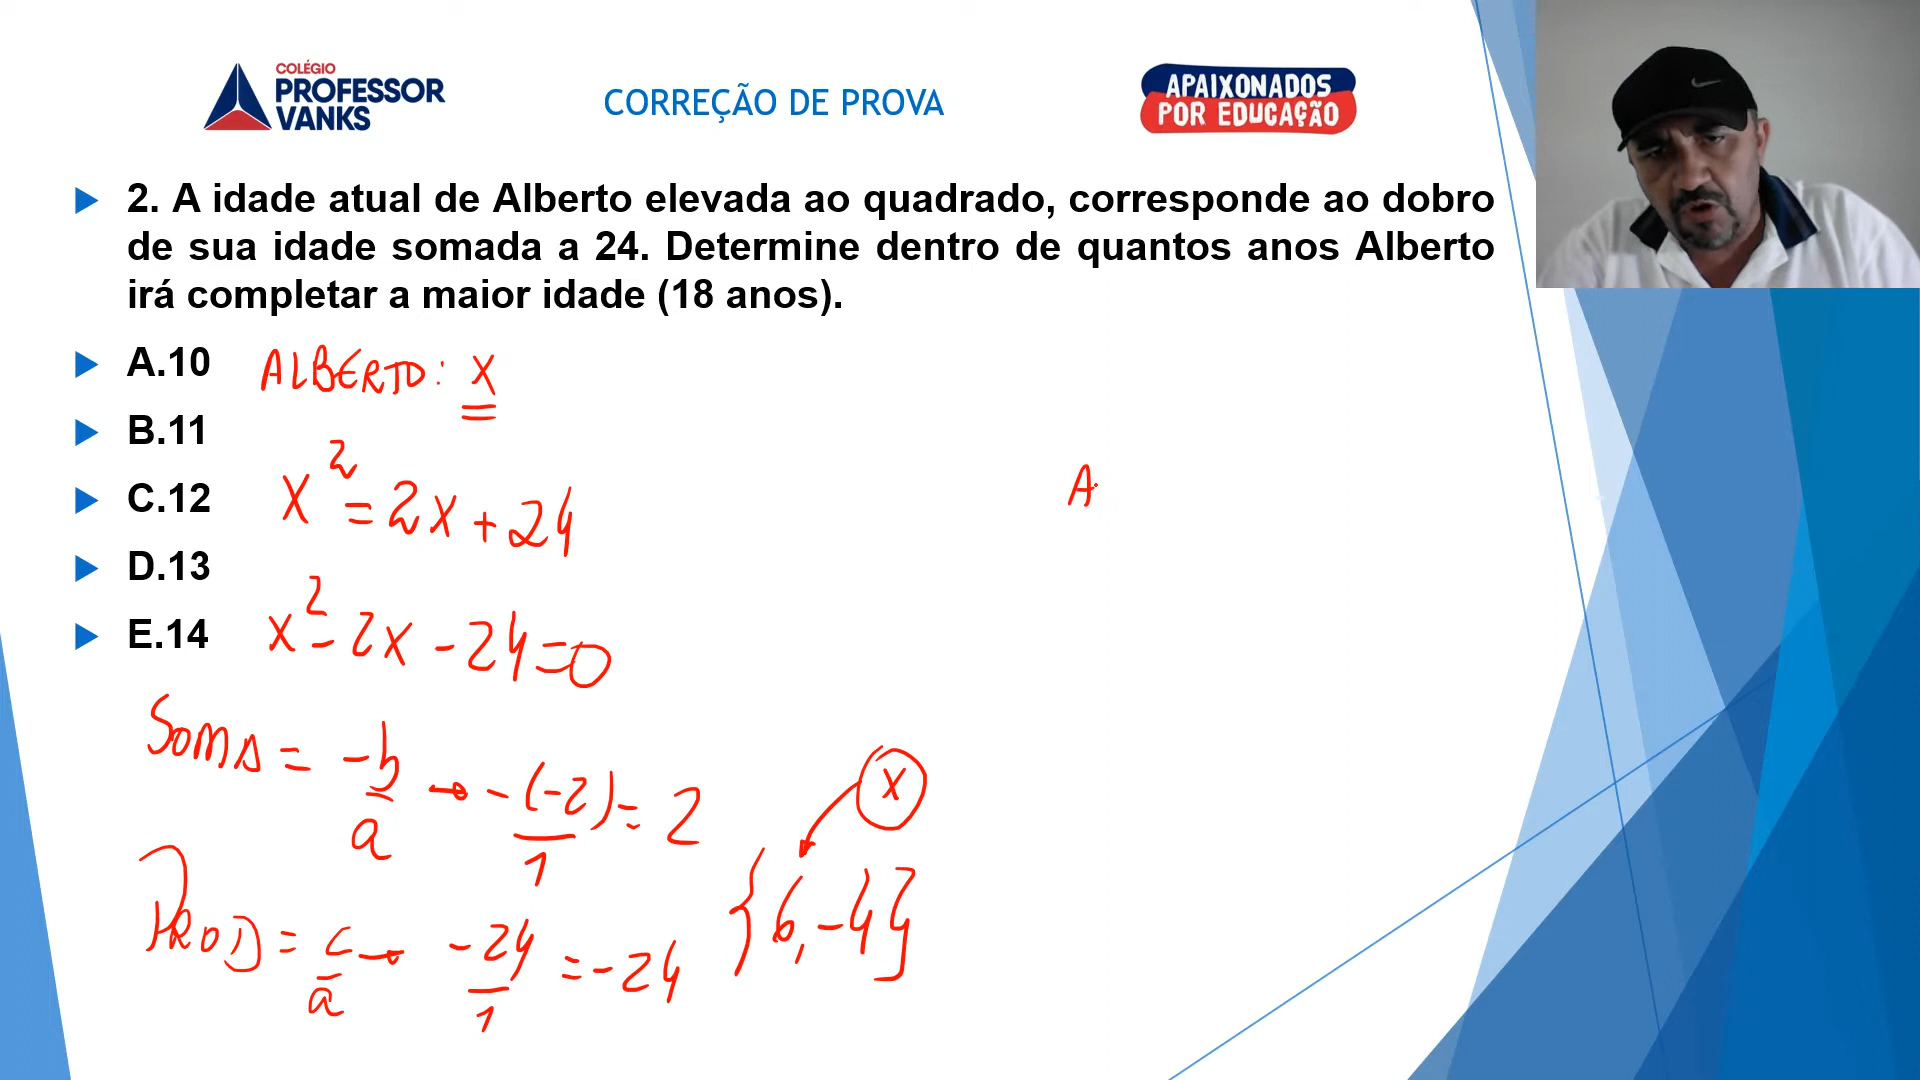 COLÉGIO
PROFESSOR
VANKS
CORREÇÃO DE PROVA
APAIXONADOS
POR EDUCAÇÃO
2. A idade atual de Alberto elevada ao quadrado, corresponde ao dobro
de sua idade somada a 24. Determine dentro de quantos anos Alberto
irá completar a maior idade (18 anos).
A.10
ALBERTO: x
B.11
C.12
x² = 2x + 24
A
D.13
E.14
x² - 2x - 24 = 0
SOMA = -b/a → -(-2)/1 = 2
x
PROD = c/a → -24/1 = -24
{6, -4}